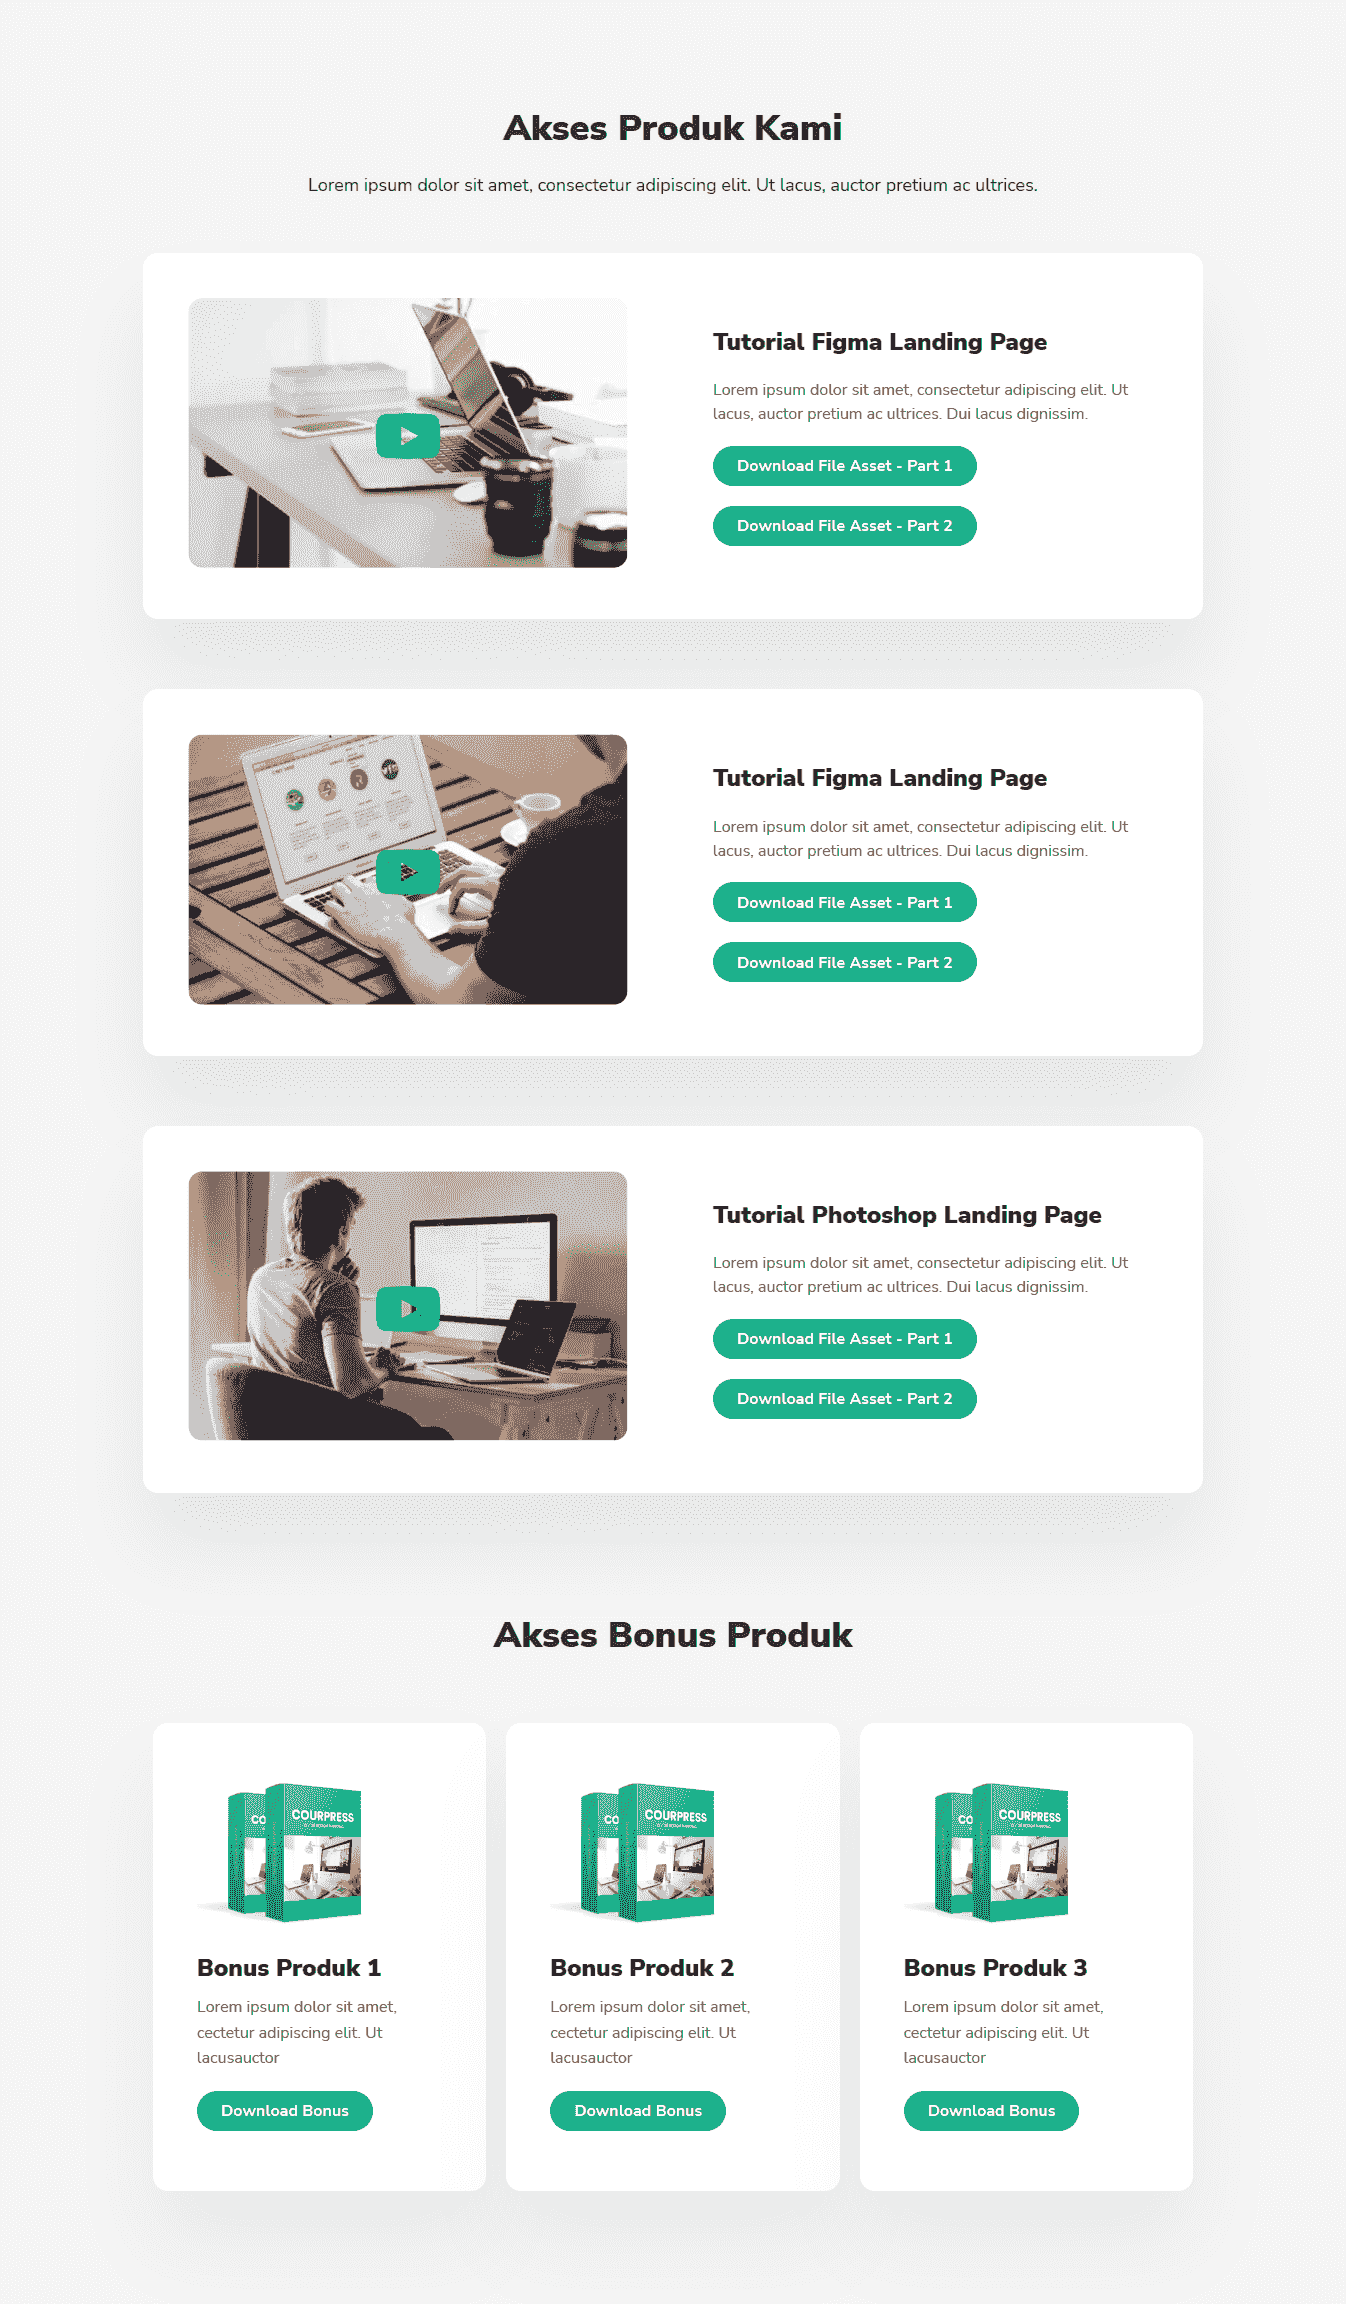 Akses Produk Kami
Lorem ipsum dolor sit amet, consectetur adipiscing elit. Ut lacus, auctor pretium ac ultrices.
Tutorial Figma Landing Page
Lorem ipsum dolor sit amet, consectetur adipiscing elit. Ut
lacus, auctor pretium ac ultrices. Dui lacus dignissim.
Download File Asset - Part 1
Download File Asset - Part 2
Tutorial Figma Landing Page
Lorem ipsum dolor sit amet, consectetur adipiscing elit. Ut
lacus, auctor pretium ac ultrices. Dui lacus dignissim.
Download File Asset - Part 1
Download File Asset - Part 2
Tutorial Photoshop Landing Page
Lorem ipsum dolor sit amet, consectetur adipiscing elit. Ut
lacus, auctor pretium ac ultrices. Dui lacus dignissim.
Download File Asset - Part 1
Download File Asset - Part 2
Akses Bonus Produk
CO COURPRESS
Bonus Produk 1
Lorem ipsum dolor sit amet,
cectetur adipiscing elit. Ut
lacusauctor
Download Bonus
CO COURPRESS
Bonus Produk 2
Lorem ipsum dolor sit amet,
cectetur adipiscing elit. Ut
lacusauctor
Download Bonus
CO COURPRESS
Bonus Produk 3
Lorem ipsum dolor sit amet,
cectetur adipiscing elit. Ut
lacusauctor
Download Bonus